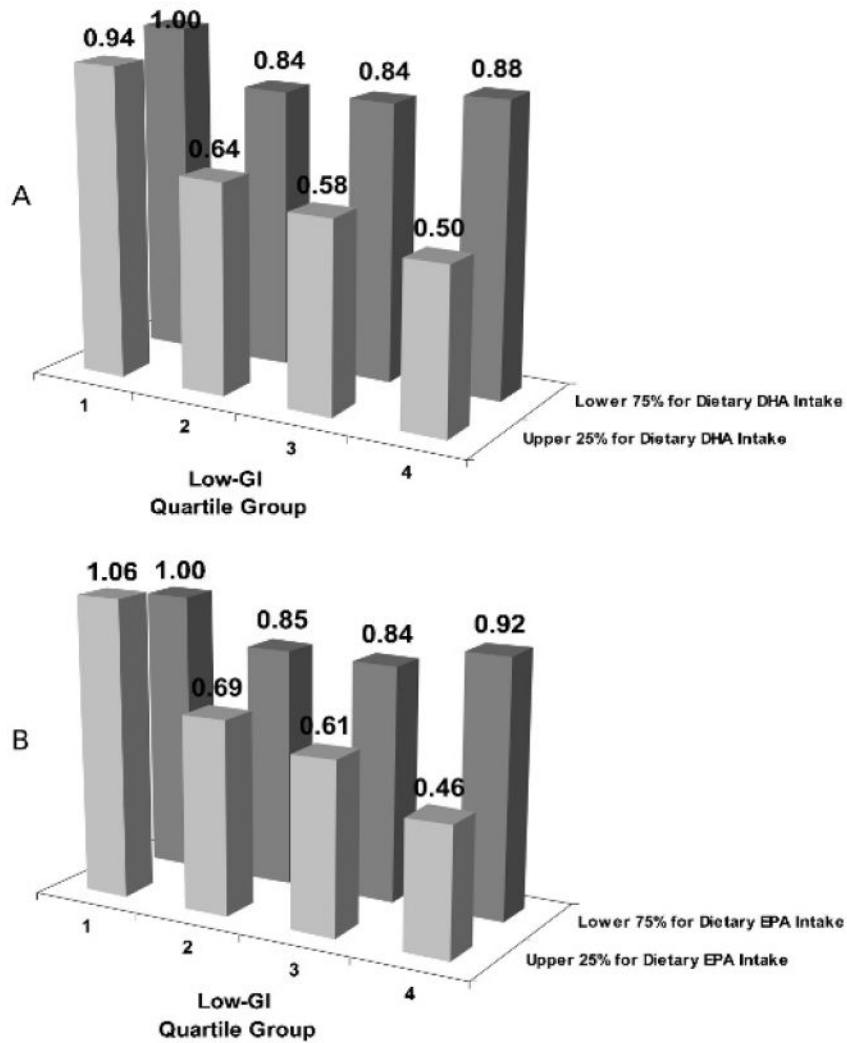 0.94 1.00 0.84 0.84 0.88
0.64 0.58 0.50
A
Lower 75% for Dietary DHA Intake
Upper 25% for Dietary DHA Intake
1 2 3 4
Low-GI
Quartile Group
1.06 1.00 0.85 0.84 0.92
0.69 0.61 0.46
B
Lower 75% for Dietary EPA Intake
Upper 25% for Dietary EPA Intake
1 2 3 4
Low-GI
Quartile Group